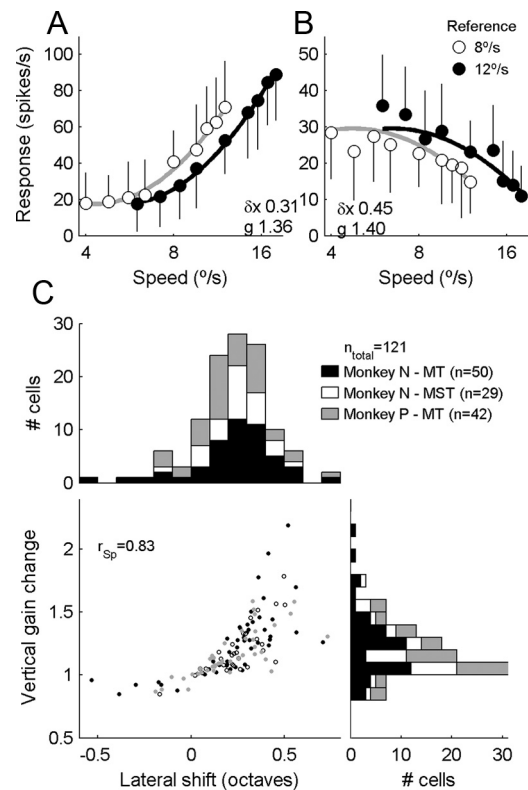 A
B
Reference
8º/s
12º/s
100
80
60
40
20
0
Response (spikes/s)
50
40
30
20
10
0
δx 0.31
g 1.36
δx 0.45
g 1.40
4 8 16
4 8 16
Speed (º/s)
Speed (º/s)
C
30
20
10
0
# cells
n_total=121
Monkey N - MT (n=50)
Monkey N - MST (n=29)
Monkey P - MT (n=42)
r_Sp=0.83
2
1.5
1
0.5
Vertical gain change
-0.5 0 0.5
0 10 20 30
Lateral shift (octaves)
# cells